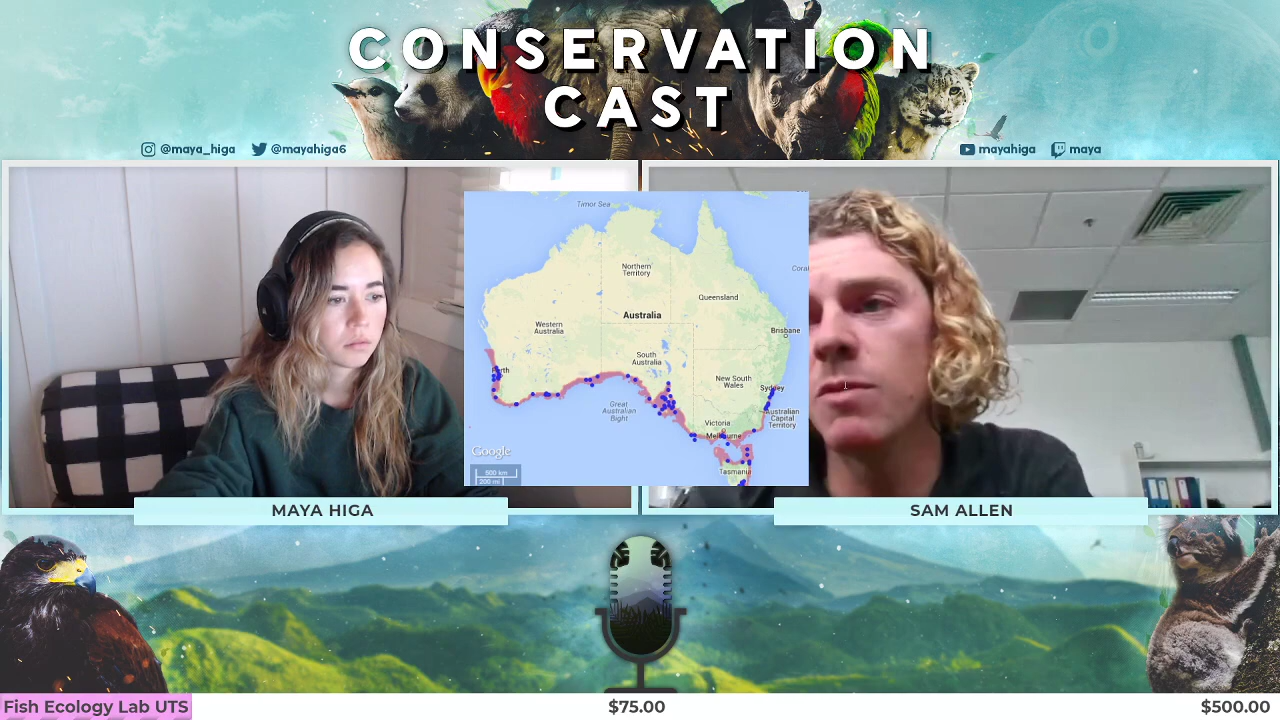 CONSERVATION
CAST
@maya_higa
@mayahiga6
mayahiga
maya
Timor Sea
Northern
Territory
Queensland
Australia
Western
Australia
Brisbane
South
Australia
Perth
New South
Wales
Sydney
Great
Australian
Bight
Australian
Capital
Territory
Victoria
Melbourne
Google
Tasmania
500 km
200 mi
MAYA HIGA
SAM ALLEN
Fish Ecology Lab UTS
$75.00
$500.00